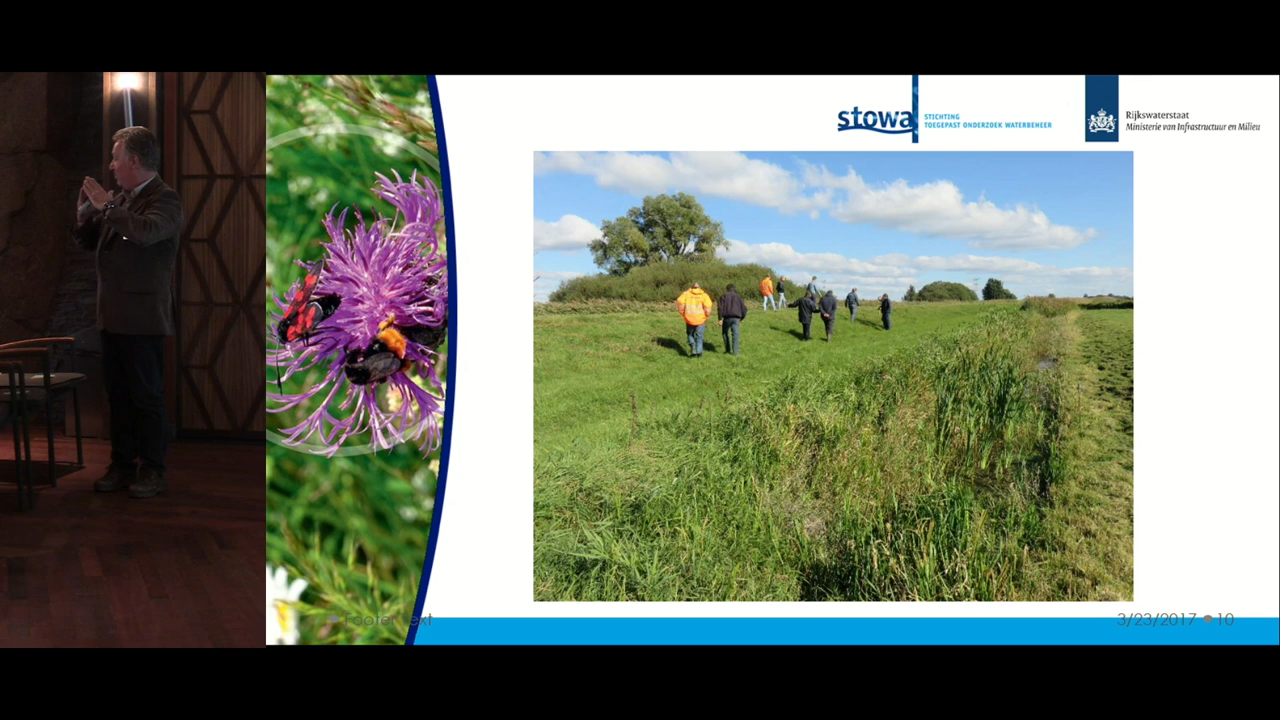 stowa
STICHTING
TOEGEPAST ONDERZOEK WATERBEHEER
Rijkswaterstaat
Ministerie van Infrastructuur en Milieu
Footer Text
3/23/2017
10